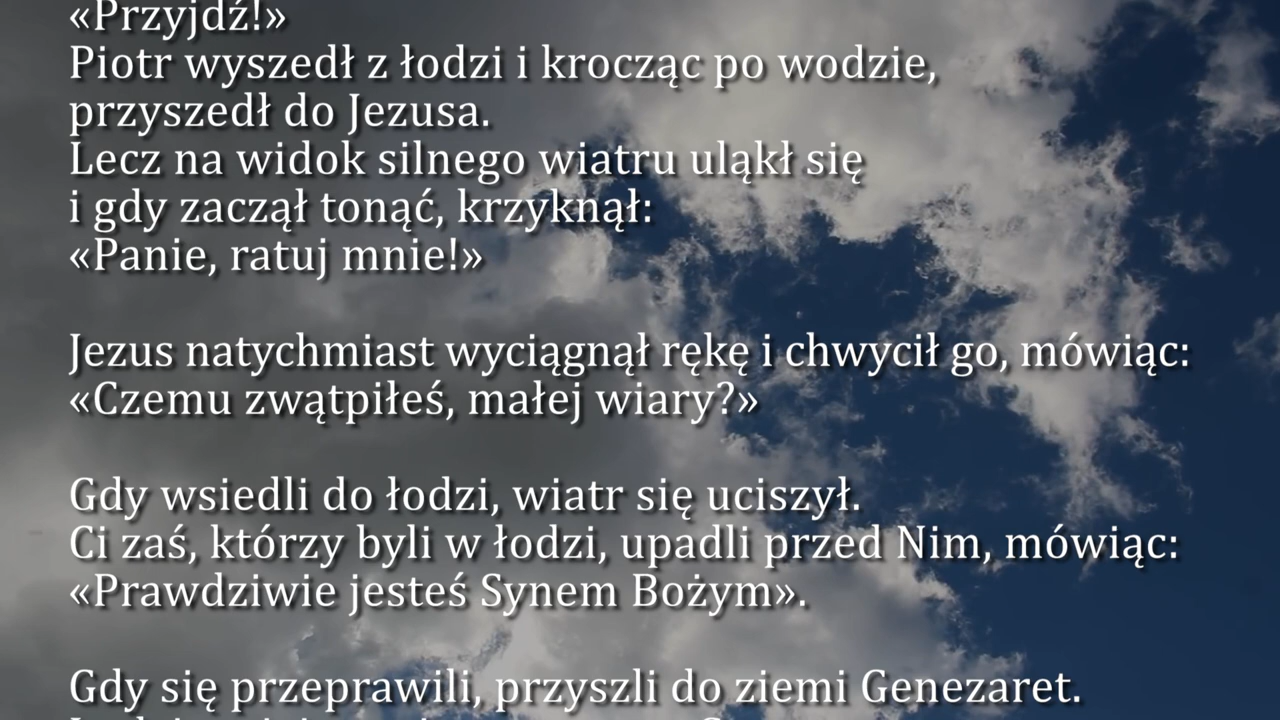 «Przyjdź!»
Piotr wyszedł z łodzi i krocząc po wodzie,
przyszedł do Jezusa.
Lecz na widok silnego wiatru uląkł się
i gdy zaczął tonąć, krzyknął:
«Panie, ratuj mnie!»
Jezus natychmiast wyciągnął rękę i chwycił go, mówiąc:
«Czemu zwątpiłeś, małej wiary?»
Gdy wsiedli do łodzi, wiatr się uciszył.
Ci zaś, którzy byli w łodzi, upadli przed Nim, mówiąc:
«Prawdziwie jesteś Synem Bożym».
Gdy się przeprawili, przyszli do ziemi Genezaret.